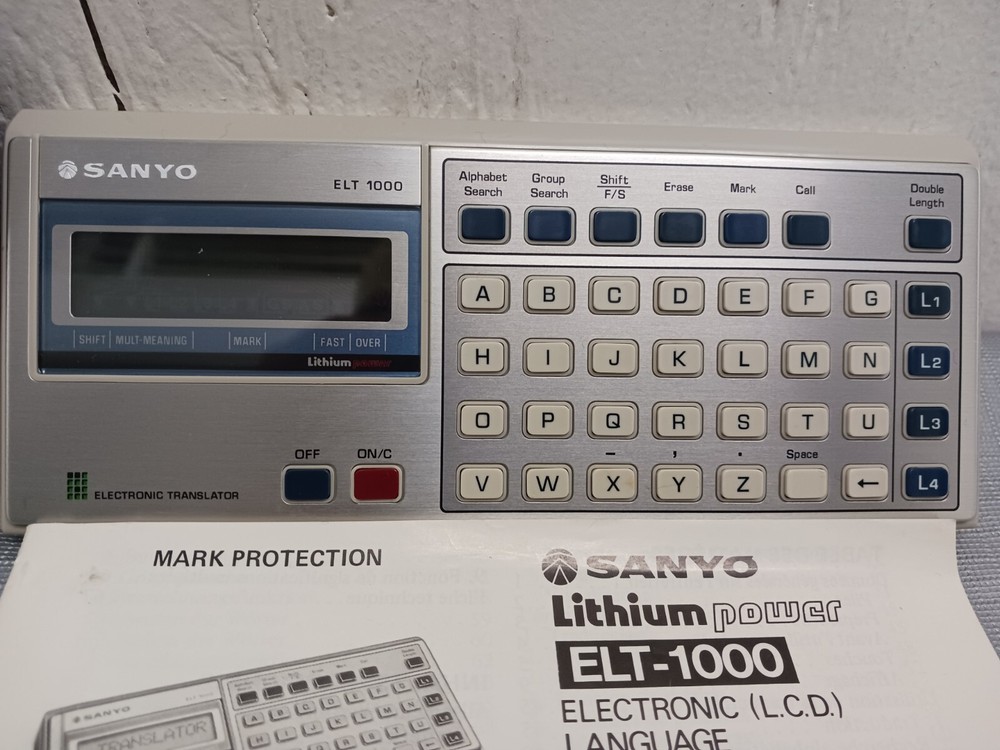 SANYO
ELT 1000
SHIFT MULT-MEANING MARK FAST OVER
Lithium power
ELECTRONIC TRANSLATOR
OFF ON/C
Alphabet Search
Group Search
Shift F/S
Erase
Mark
Call
Double Length
A B C D E F G L1
H I J K L M N L2
O P Q R S T U L3
– , . Space
V W X Y Z ← L4
MARK PROTECTION
SANYO
TRANSLATOR
SANYO
Lithium power
ELT-1000
ELECTRONIC (L.C.D.)
LANGUAGE